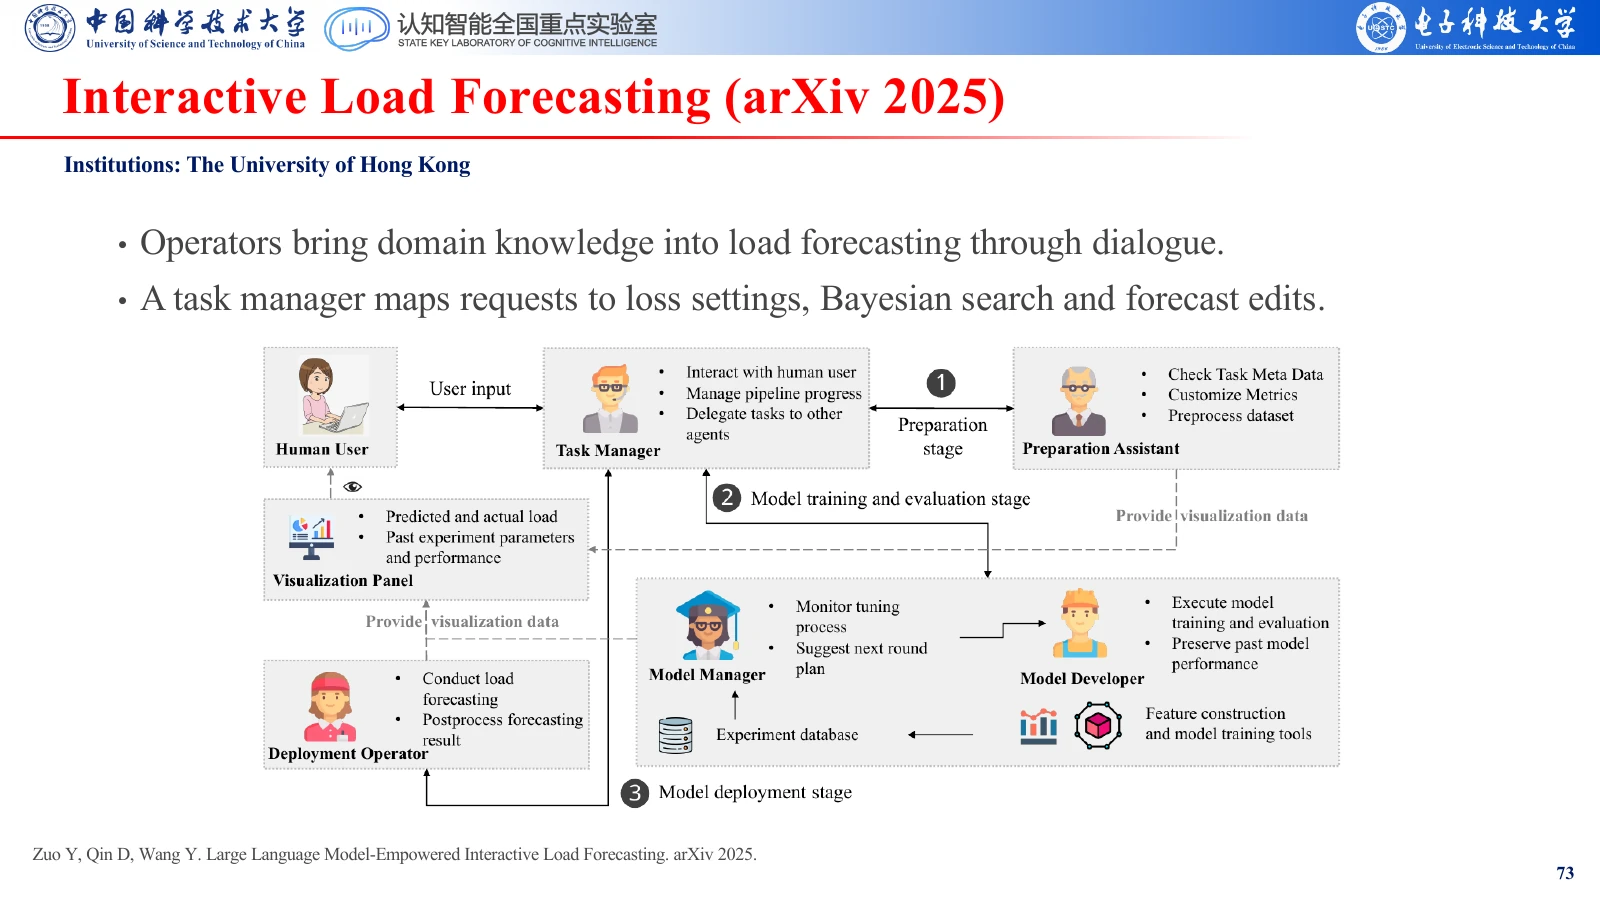 中国科学技术大学
University of Science and Technology of China
认知智能全国重点实验室
STATE KEY LABORATORY OF COGNITIVE INTELLIGENCE
电子科技大学
University of Electronic Science and Technology of China
Interactive Load Forecasting (arXiv 2025)
Institutions: The University of Hong Kong
• Operators bring domain knowledge into load forecasting through dialogue.
• A task manager maps requests to loss settings, Bayesian search and forecast edits.
Human User
User input
• Interact with human user
• Manage pipeline progress
• Delegate tasks to other
agents
Task Manager
1
Preparation
stage
• Check Task Meta Data
• Customize Metrics
• Preprocess dataset
Preparation Assistant
2 Model training and evaluation stage
Provide visualization data
• Predicted and actual load
• Past experiment parameters
and performance
Visualization Panel
Provide visualization data
• Conduct load
forecasting
• Postprocess forecasting
result
Deployment Operator
• Monitor tuning
process
• Suggest next round
plan
Model Manager
• Execute model
training and evaluation
• Preserve past model
performance
Model Developer
Experiment database
Feature construction
and model training tools
3 Model deployment stage
Zuo Y, Qin D, Wang Y. Large Language Model-Empowered Interactive Load Forecasting. arXiv 2025.
73